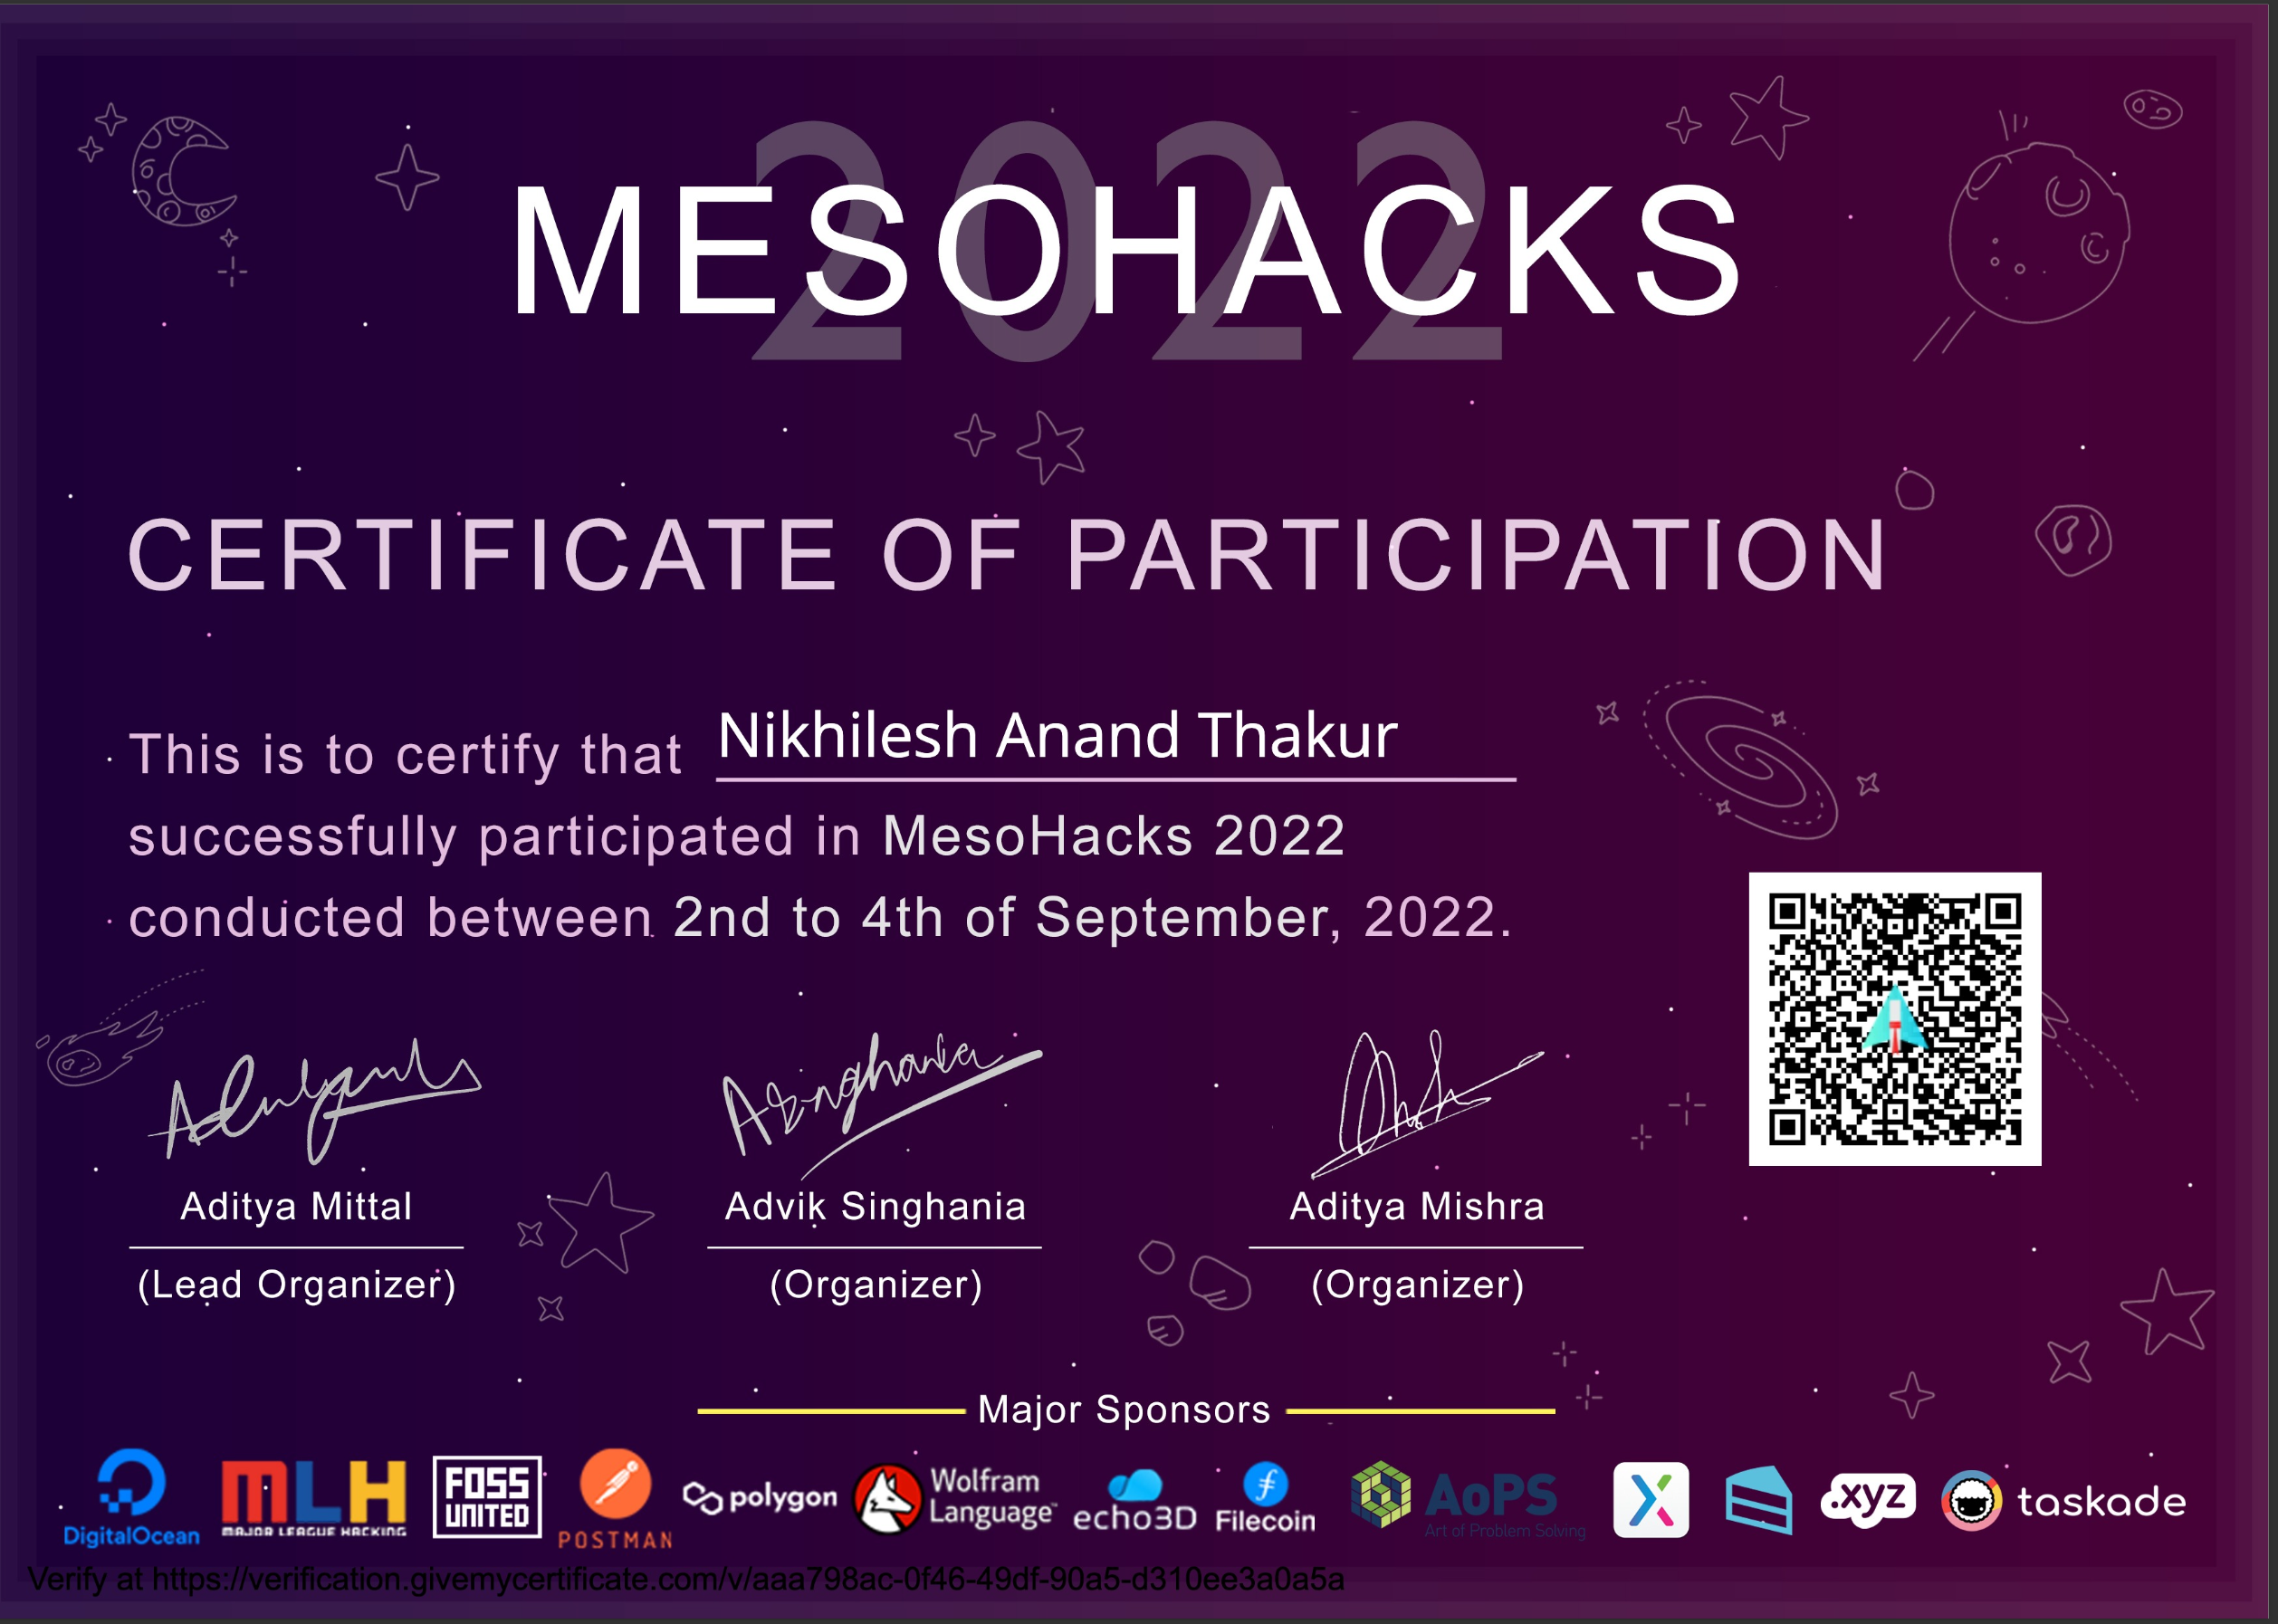 2022
MESOHACKS
CERTIFICATE OF PARTICIPATION
This is to certify that Nikhilesh Anand Thakur
successfully participated in MesoHacks 2022
conducted between 2nd to 4th of September, 2022.
Aditya Mittal
(Lead Organizer)
Asinghania
Advik Singhania
(Organizer)
Aditya Mishra
(Organizer)
Major Sponsors
DigitalOcean
MLH
MAJOR LEAGUE HACKING
FOSS
UNITED
POSTMAN
polygon
Wolfram
Language™
echo3D
Filecoin
AoPS
Art of Problem Solving
.xyz
taskade
Verify at https://verification.givemycertificate.com/v/aaa798ac-0f46-49df-90a5-d310ee3a0a5a